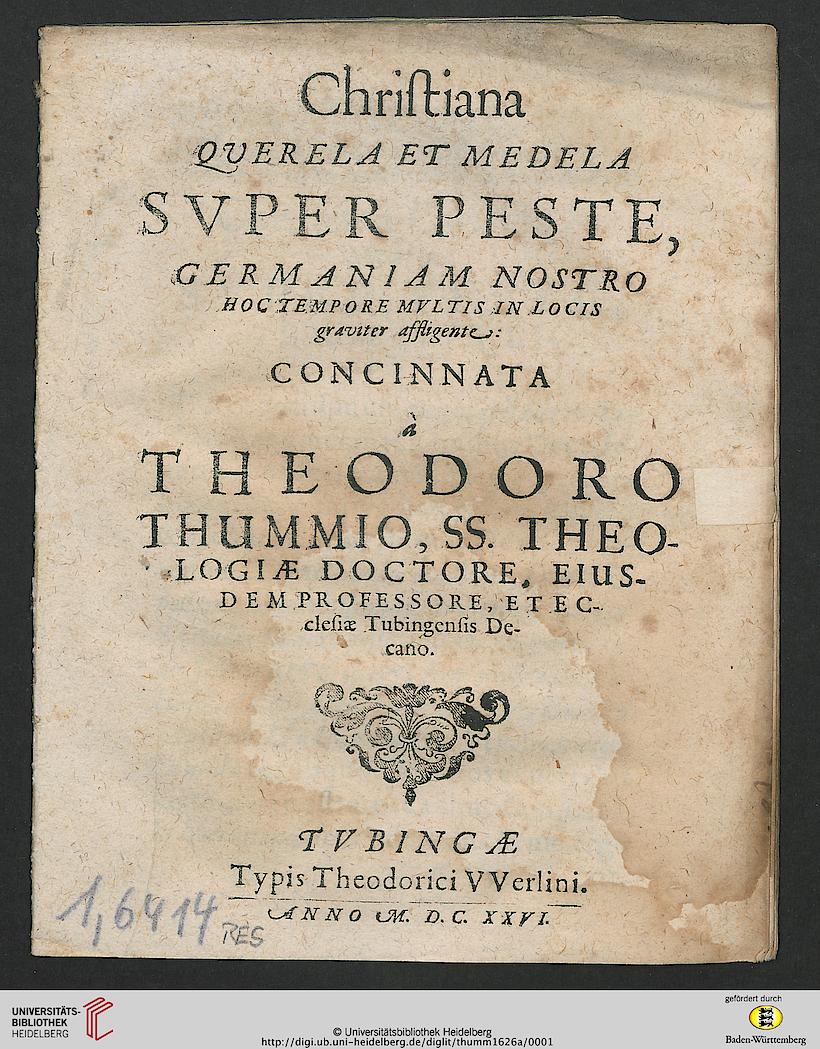 Chriſtiana
QVERELA ET MEDELA
SVPER PESTE,
GERMANIAM NOSTRO
HOC TEMPORE MVLTIS IN LOCIS
graviter affligente:
CONCINNATA
à
THEODORO
THUMMIO, SS. THEO-
LOGIÆ DOCTORE, EIUS-
DEM PROFESSORE, ET EC-
cleſiæ Tubingenſis De-
cano.
TVBINGÆ
Typis Theodorici VVerlini.
ANNO M. D. C. XXVI.
1,6414 RES
UNIVERSITÄTS-
BIBLIOTHEK
HEIDELBERG
© Universitätsbibliothek Heidelberg
http://digi.ub.uni-heidelberg.de/diglit/thumm1626a/0001
gefördert durch
Baden-Württemberg